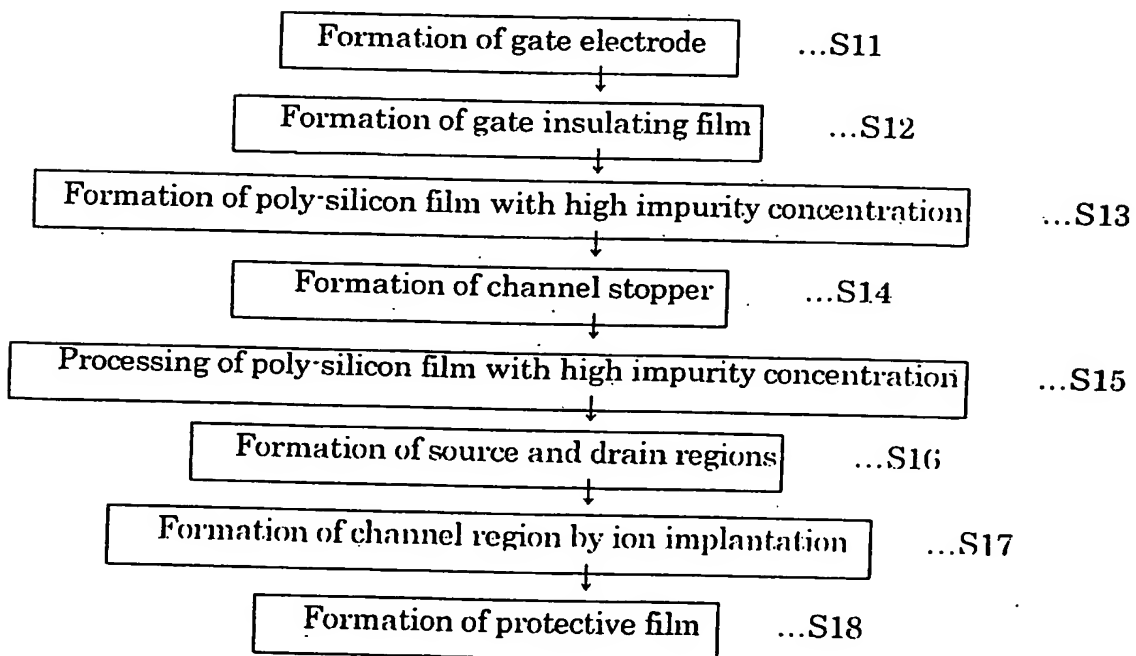 Formation of gate electrode ...S11
Formation of gate insulating film ...S12
Formation of poly-silicon film with high impurity concentration ...S13
Formation of channel stopper ...S14
Processing of poly-silicon film with high impurity concentration ...S15
Formation of source and drain regions ...S16
Formation of channel region by ion implantation ...S17
Formation of protective film ...S18